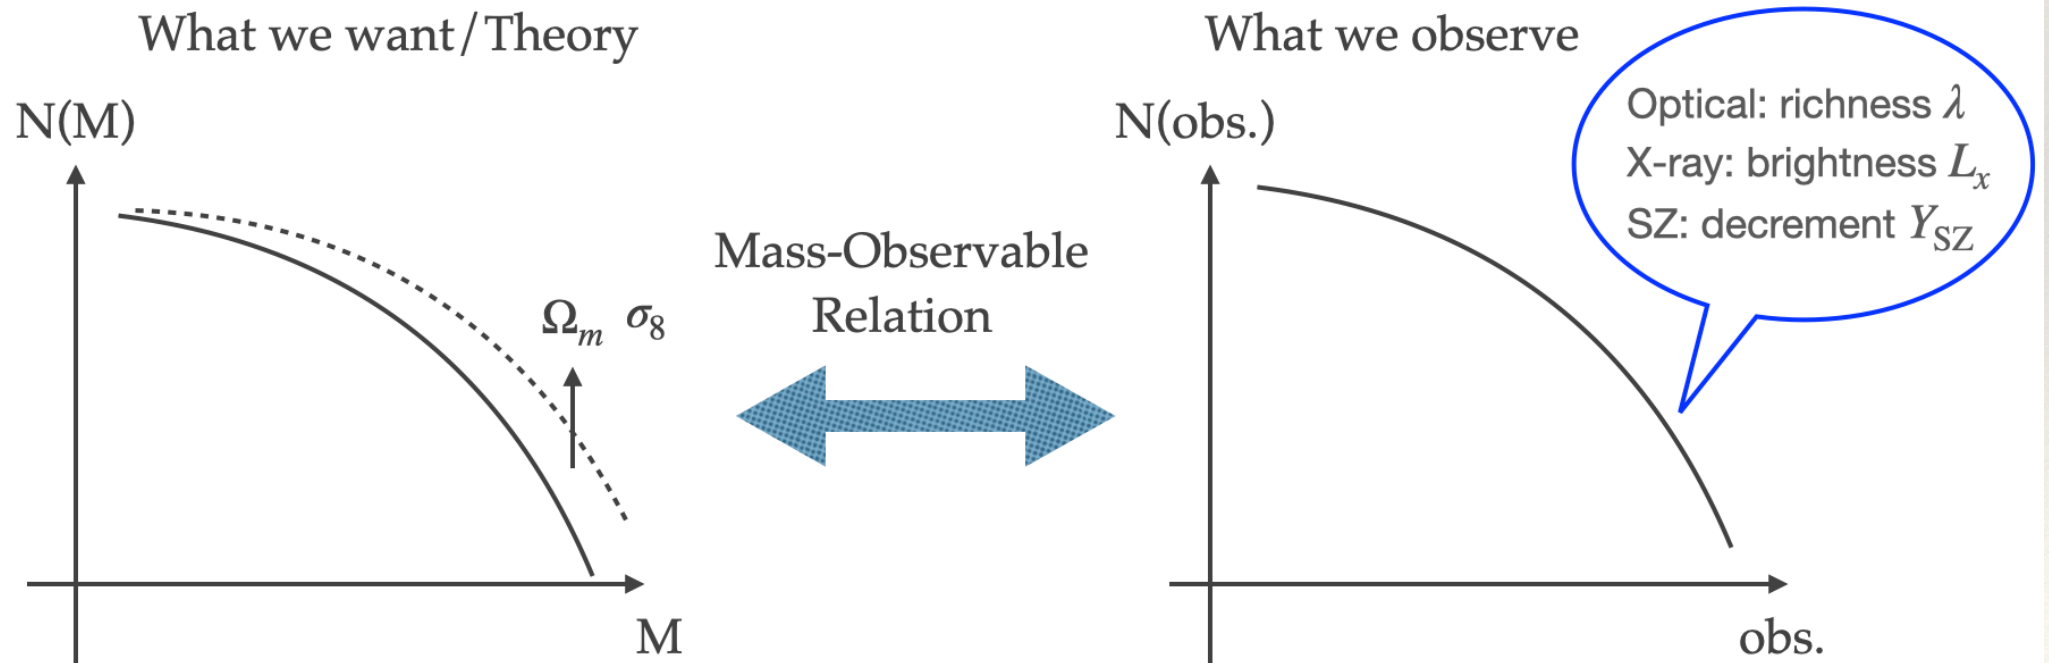 What we want/Theory
N(M)
Ωₘ σ₈
M
Mass-Observable
Relation
What we observe
N(obs.)
Optical: richness λ
X-ray: brightness Lₓ
SZ: decrement Y_SZ
obs.